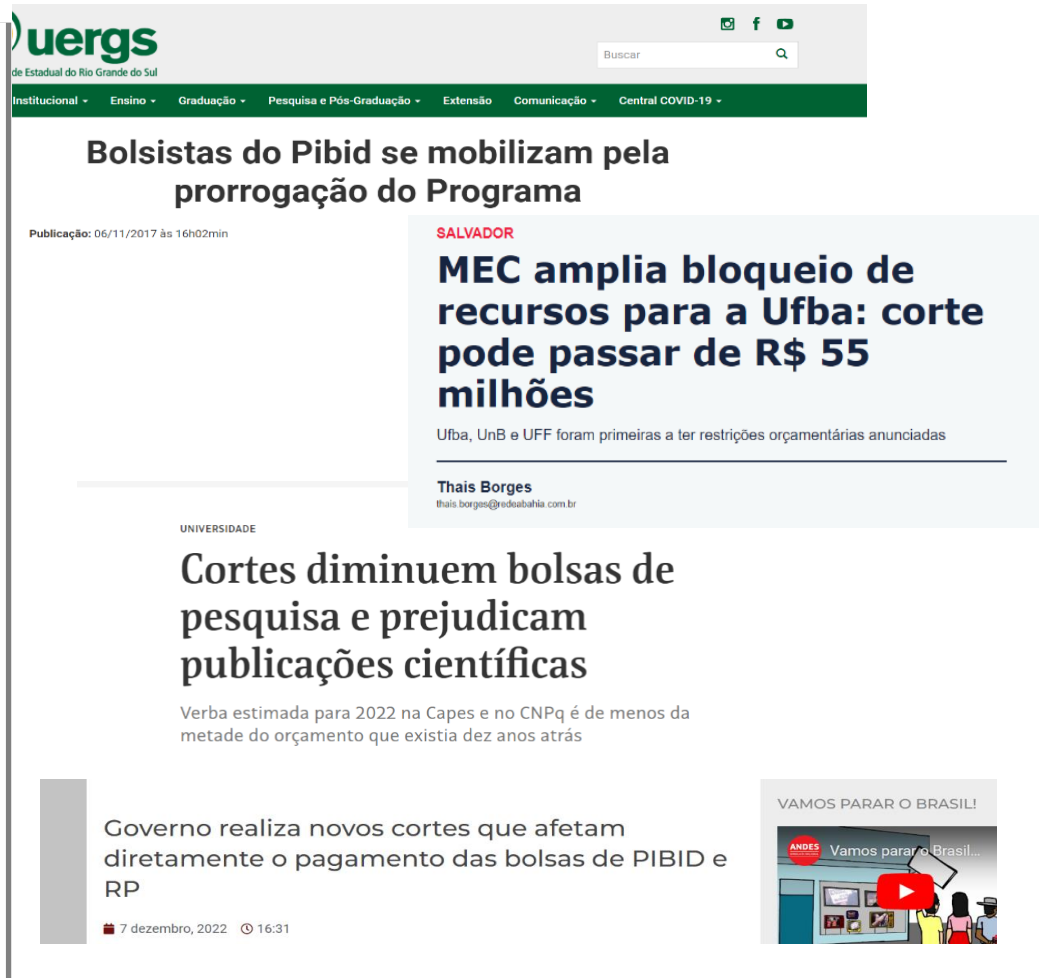 uergs
de Estadual do Rio Grande do Sul
Buscar
Institucional
Ensino
Graduação
Pesquisa e Pós-Graduação
Extensão
Comunicação
Central COVID-19
Bolsistas do Pibid se mobilizam pela
prorrogação do Programa
Publicação: 06/11/2017 às 16h02min
SALVADOR
MEC amplia bloqueio de
recursos para a Ufba: corte
pode passar de R$ 55
milhões
Ufba, UnB e UFF foram primeiras a ter restrições orçamentárias anunciadas
Thais Borges
thais.borges@redeabahia.com.br
UNIVERSIDADE
Cortes diminuem bolsas de
pesquisa e prejudicam
publicações científicas
Verba estimada para 2022 na Capes e no CNPq é de menos da
metade do orçamento que existia dez anos atrás
Governo realiza novos cortes que afetam
diretamente o pagamento das bolsas de PIBID e
RP
7 dezembro, 2022 16:31
VAMOS PARAR O BRASIL!
ANDES
Vamos parar o Brasil...